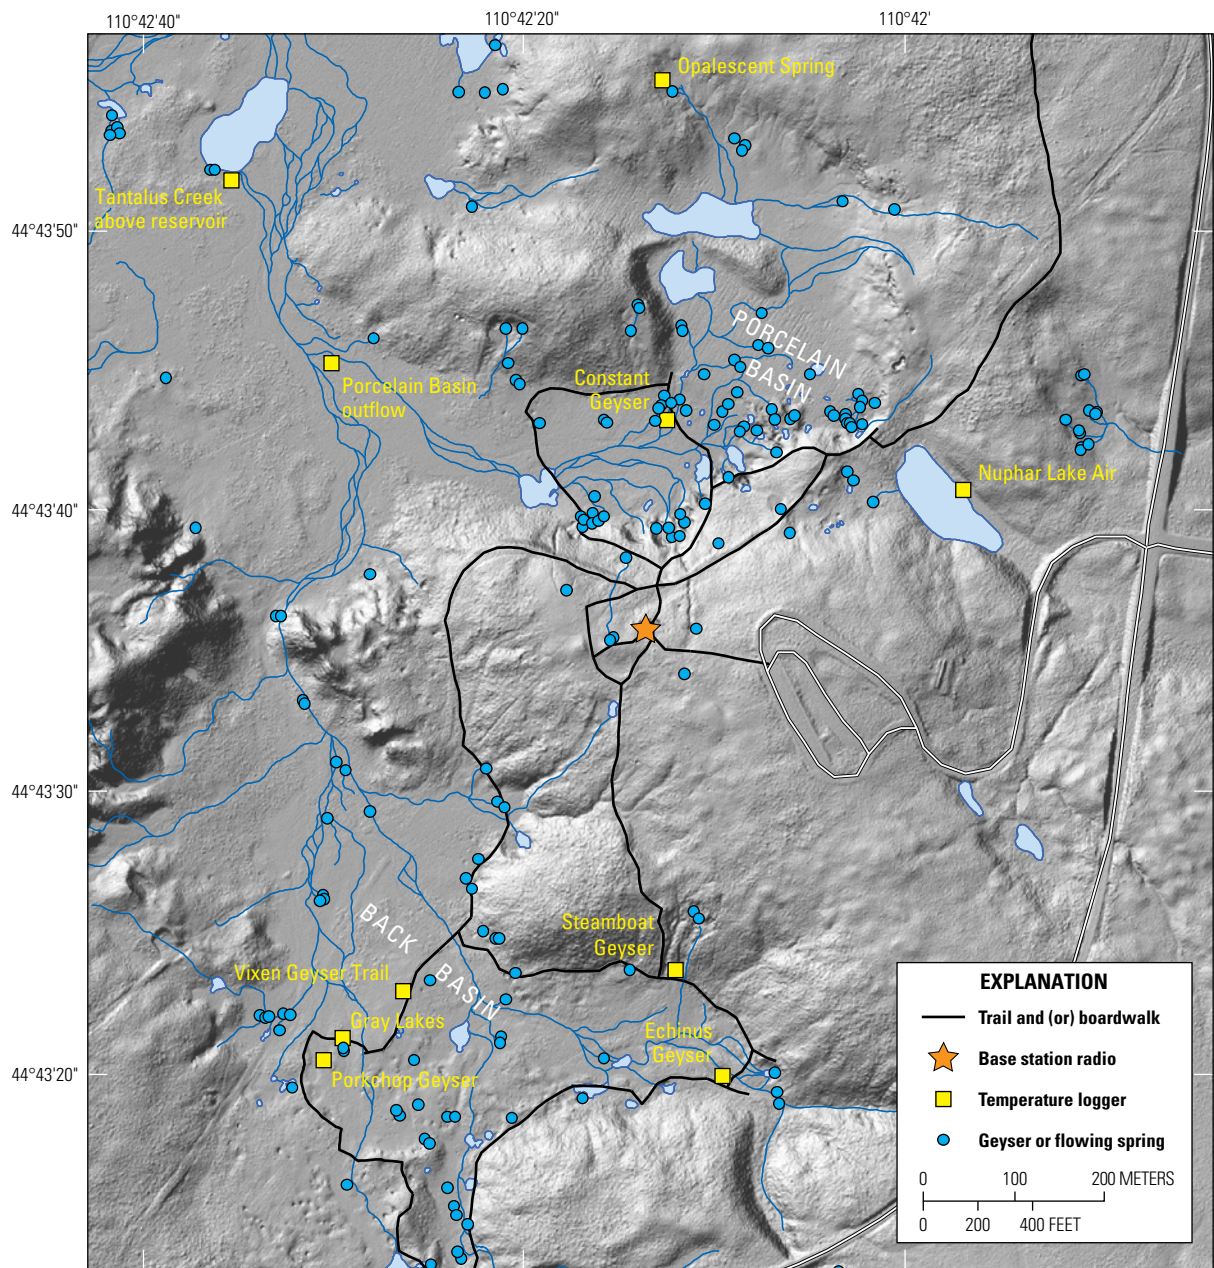 110°42'40"
110°42'20"
110°42'
Opalescent Spring
Tantalus Creek
above reservoir
44°43'50"
PORCELAIN
BASIN
Constant
Geyser
Porcelain Basin
outflow
Nuphar Lake Air
44°43'40"
44°43'30"
BACK
BASIN
Steamboat
Geyser
Vixen Geyser Trail
Gray Lakes
Echinus
Geyser
Porkchop Geyser
44°43'20"
EXPLANATION
Trail and (or) boardwalk
Base station radio
Temperature logger
Geyser or flowing spring
0 100 200 METERS
0 200 400 FEET